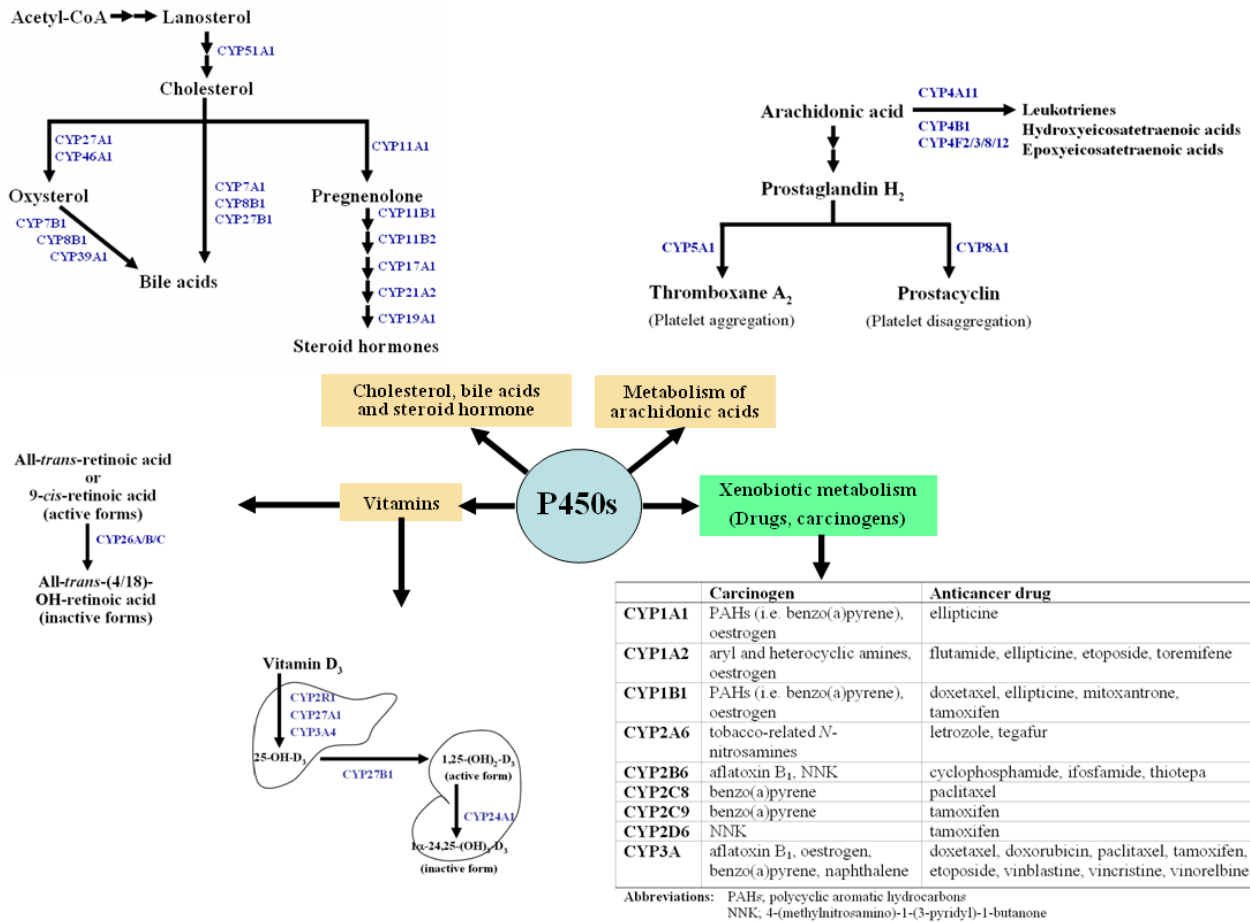 Acetyl-CoA Lanosterol
CYP51A1
Cholesterol
CYP27A1
CYP46A1
CYP11A1
Oxysterol
CYP7A1
CYP8B1
CYP27B1
Pregnenolone
CYP7B1
CYP8B1
CYP39A1
Bile acids
CYP11B1
CYP11B2
CYP17A1
CYP21A2
CYP19A1
Steroid hormones
Arachidonic acid
CYP4A11
CYP4B1
CYP4F2/3/8/12
Leukotrienes
Hydroxyeicosatetraenoic acids
Epoxyeicosatetraenoic acids
Prostaglandin H2
CYP5A1
CYP8A1
Thromboxane A2
(Platelet aggregation)
Prostacyclin
(Platelet disaggregation)
Cholesterol, bile acids
and steroid hormone
Metabolism of
arachidonic acids
P450s
Vitamins
Xenobiotic metabolism
(Drugs, carcinogens)
All-trans-retinoic acid
or
9-cis-retinoic acid
(active forms)
CYP26A/B/C
All-trans-(4/18)-
OH-retinoic acid
(inactive forms)
Vitamin D3
CYP2R1
CYP27A1
CYP3A4
25-OH-D3
CYP27B1
1,25-(OH)2-D3
(active form)
CYP24A1
1α-24,25-(OH)3-D3
(inactive form)
Carcinogen Anticancer drug
CYP1A1 PAHs (i.e. benzo(a)pyrene), ellipticine
oestrogen
CYP1A2 aryl and heterocyclic amines, flutamide, ellipticine, etoposide, toremifene
oestrogen
CYP1B1 PAHs (i.e. benzo(a)pyrene), doxetaxel, ellipticine, mitoxantrone,
oestrogen tamoxifen
CYP2A6 tobacco-related N- letrozole, tegafur
nitrosamines
CYP2B6 aflatoxin B1, NNK cyclophosphamide, ifosfamide, thiotepa
CYP2C8 benzo(a)pyrene paclitaxel
CYP2C9 benzo(a)pyrene tamoxifen
CYP2D6 NNK tamoxifen
CYP3A aflatoxin B1, oestrogen, doxetaxel, doxorubicin, paclitaxel, tamoxifen,
benzo(a)pyrene, naphthalene etoposide, vinblastine, vincristine, vinorelbine
Abbreviations: PAHs; polycyclic aromatic hydrocarbons
NNK; 4-(methylnitrosamino)-1-(3-pyridyl)-1-butanone